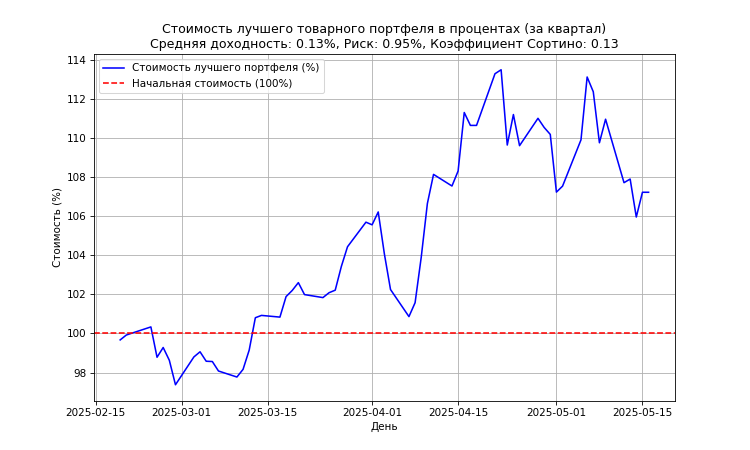 Стоимость лучшего товарного портфеля в процентах (за квартал)
Средняя доходность: 0.13%, Риск: 0.95%, Коэффициент Сортино: 0.13
Стоимость лучшего портфеля (%)
Начальная стоимость (100%)
Стоимость (%)
114
112
110
108
106
104
102
100
98
2025-02-15
2025-03-01
2025-03-15
2025-04-01
2025-04-15
2025-05-01
2025-05-15
День